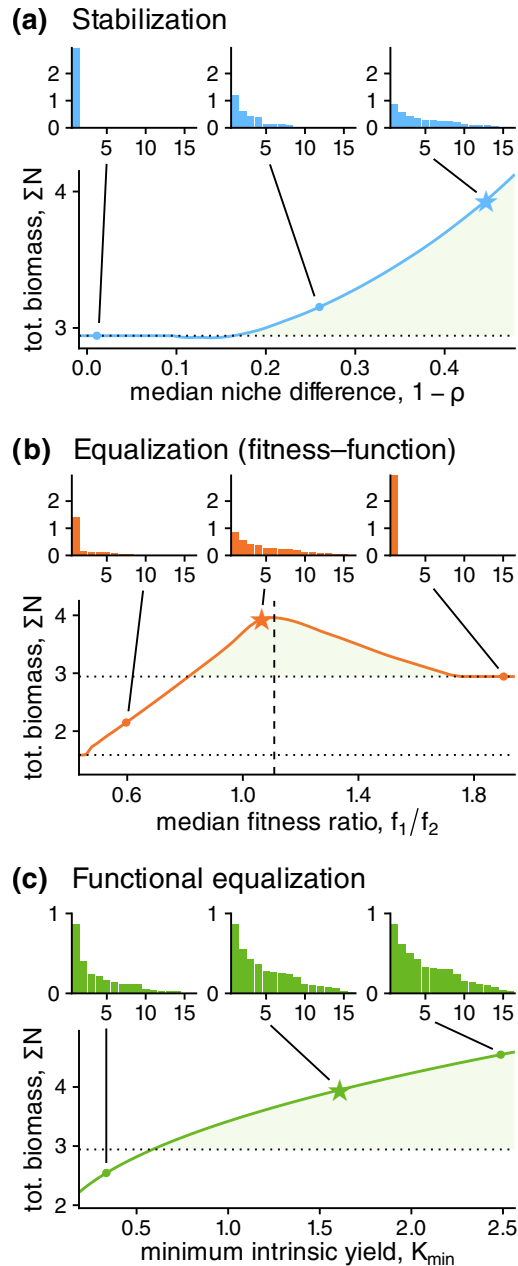 (a) Stabilization
2
1
0
5 10 15
2
1
0
5 10 15
2
1
0
5 10 15
tot. biomass, ΣN
4
3
0.0 0.1 0.2 0.3 0.4
median niche difference, 1 − ρ
(b) Equalization (fitness–function)
2
1
0
5 10 15
2
1
0
5 10 15
2
1
0
5 10 15
tot. biomass, ΣN
4
3
2
0.6 1.0 1.4 1.8
median fitness ratio, f_1/f_2
(c) Functional equalization
1
0
5 10 15
1
0
5 10 15
1
0
5 10 15
tot. biomass, ΣN
4
3
2
0.5 1.0 1.5 2.0 2.5
minimum intrinsic yield, K_min